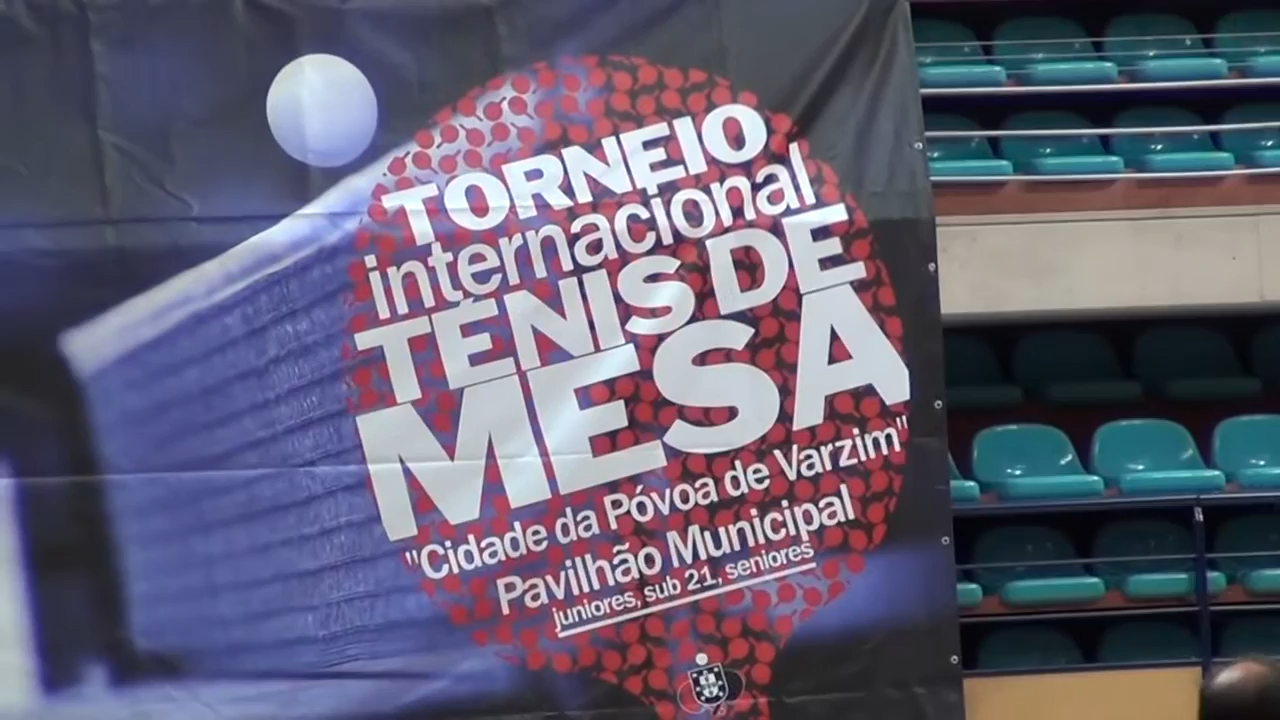 TORNEIO
internacional
TÉNIS DE
MESA
"Cidade da Póvoa de Varzim"
Pavilhão Municipal
juniores, sub 21, seniores